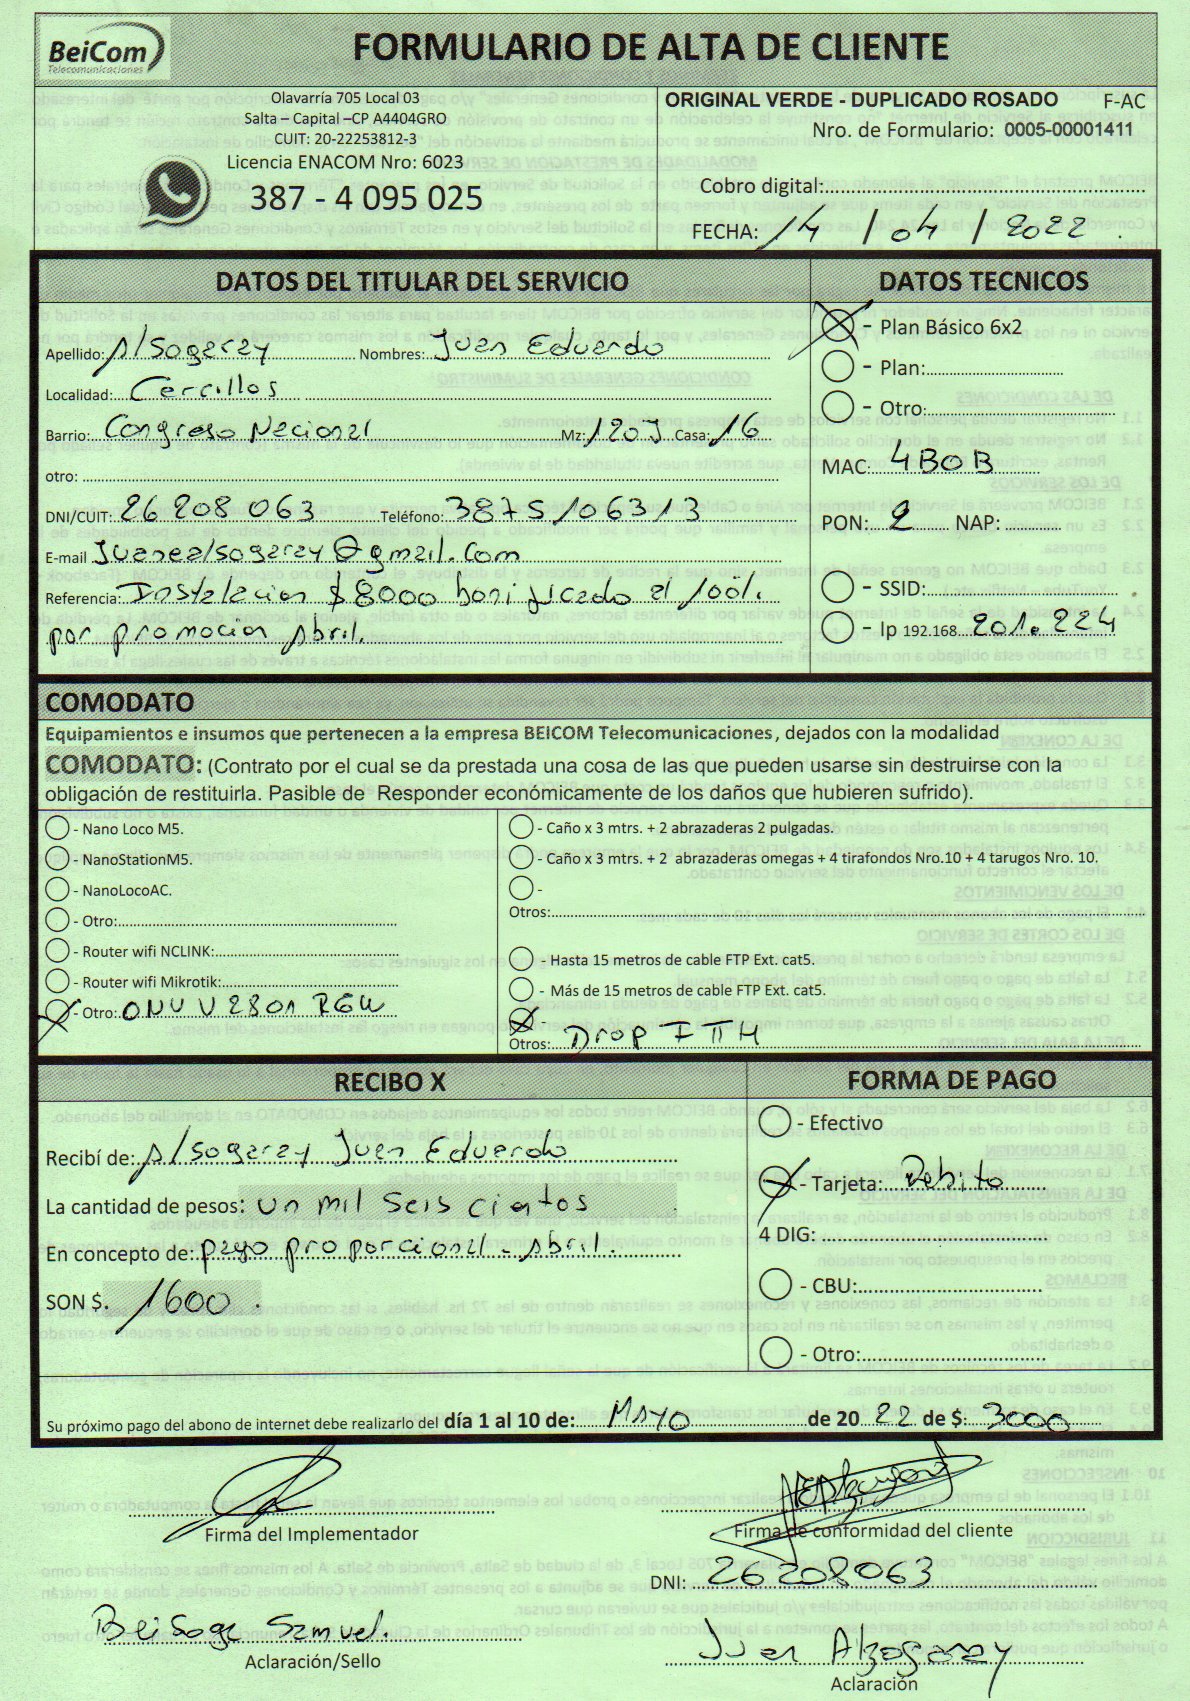 BeiCom
Telecomunicaciones
FORMULARIO DE ALTA DE CLIENTE
Olavarría 705 Local 03
Salta – Capital –CP A4404GRO
CUIT: 20-22253812-3
Licencia ENACOM Nro: 6023
387 - 4 095 025
ORIGINAL VERDE - DUPLICADO ROSADO F-AC
Nro. de Formulario: 0005-00001411
Cobro digital:
FECHA: 14 / 04 / 2022
DATOS DEL TITULAR DEL SERVICIO
Apellido: Alsogaray Nombres: Juan Eduardo
Localidad: Cerrillos
Barrio: Congreso Nacional Mz: 120J Casa: 16
otro:
DNI/CUIT: 26208063 Teléfono: 3875106313
E-mail Juanealsogaray@gmail.com
Referencia: Instalacion $8000 bonificado al 100%.
por promocion Abril.
DATOS TECNICOS
- Plan Básico 6x2
- Plan:
- Otro:
MAC: 4B0B
PON: 2 NAP:
- SSID:
- Ip 192.168. 201.224
COMODATO
Equipamientos e insumos que pertenecen a la empresa BEICOM Telecomunicaciones, dejados con la modalidad
COMODATO: (Contrato por el cual se da prestada una cosa de las que pueden usarse sin destruirse con la
obligación de restituirla. Pasible de Responder económicamente de los daños que hubieren sufrido).
- Nano Loco M5.
- NanoStationM5.
- NanoLocoAC.
- Otro:
- Router wifi NCLINK:
- Router wifi Mikrotik:
- Otro: ONU V2801 RGW
- Caño x 3 mtrs. + 2 abrazaderas 2 pulgadas.
- Caño x 3 mtrs. + 2 abrazaderas omegas + 4 tirafondos Nro.10 + 4 tarugos Nro. 10.
-
Otros:
- Hasta 15 metros de cable FTP Ext. cat5.
- Más de 15 metros de cable FTP Ext. cat5.
Otros: Drop FTTH
RECIBO X
Recibí de: Alsogaray Juan Eduardo
La cantidad de pesos: un mil seis cientos
En concepto de: pago proporcional - Abril.
SON $. 1600.
FORMA DE PAGO
- Efectivo
- Tarjeta: Debito
4 DIG:
- CBU:
- Otro:
Su próximo pago del abono de internet debe realizarlo del día 1 al 10 de: MAYO de 20 22 de $: 3000
Firma del Implementador
Firma de conformidad del cliente
DNI: 26208063
Samuel.
Aclaración/Sello
Juan Alzogaray
Aclaración